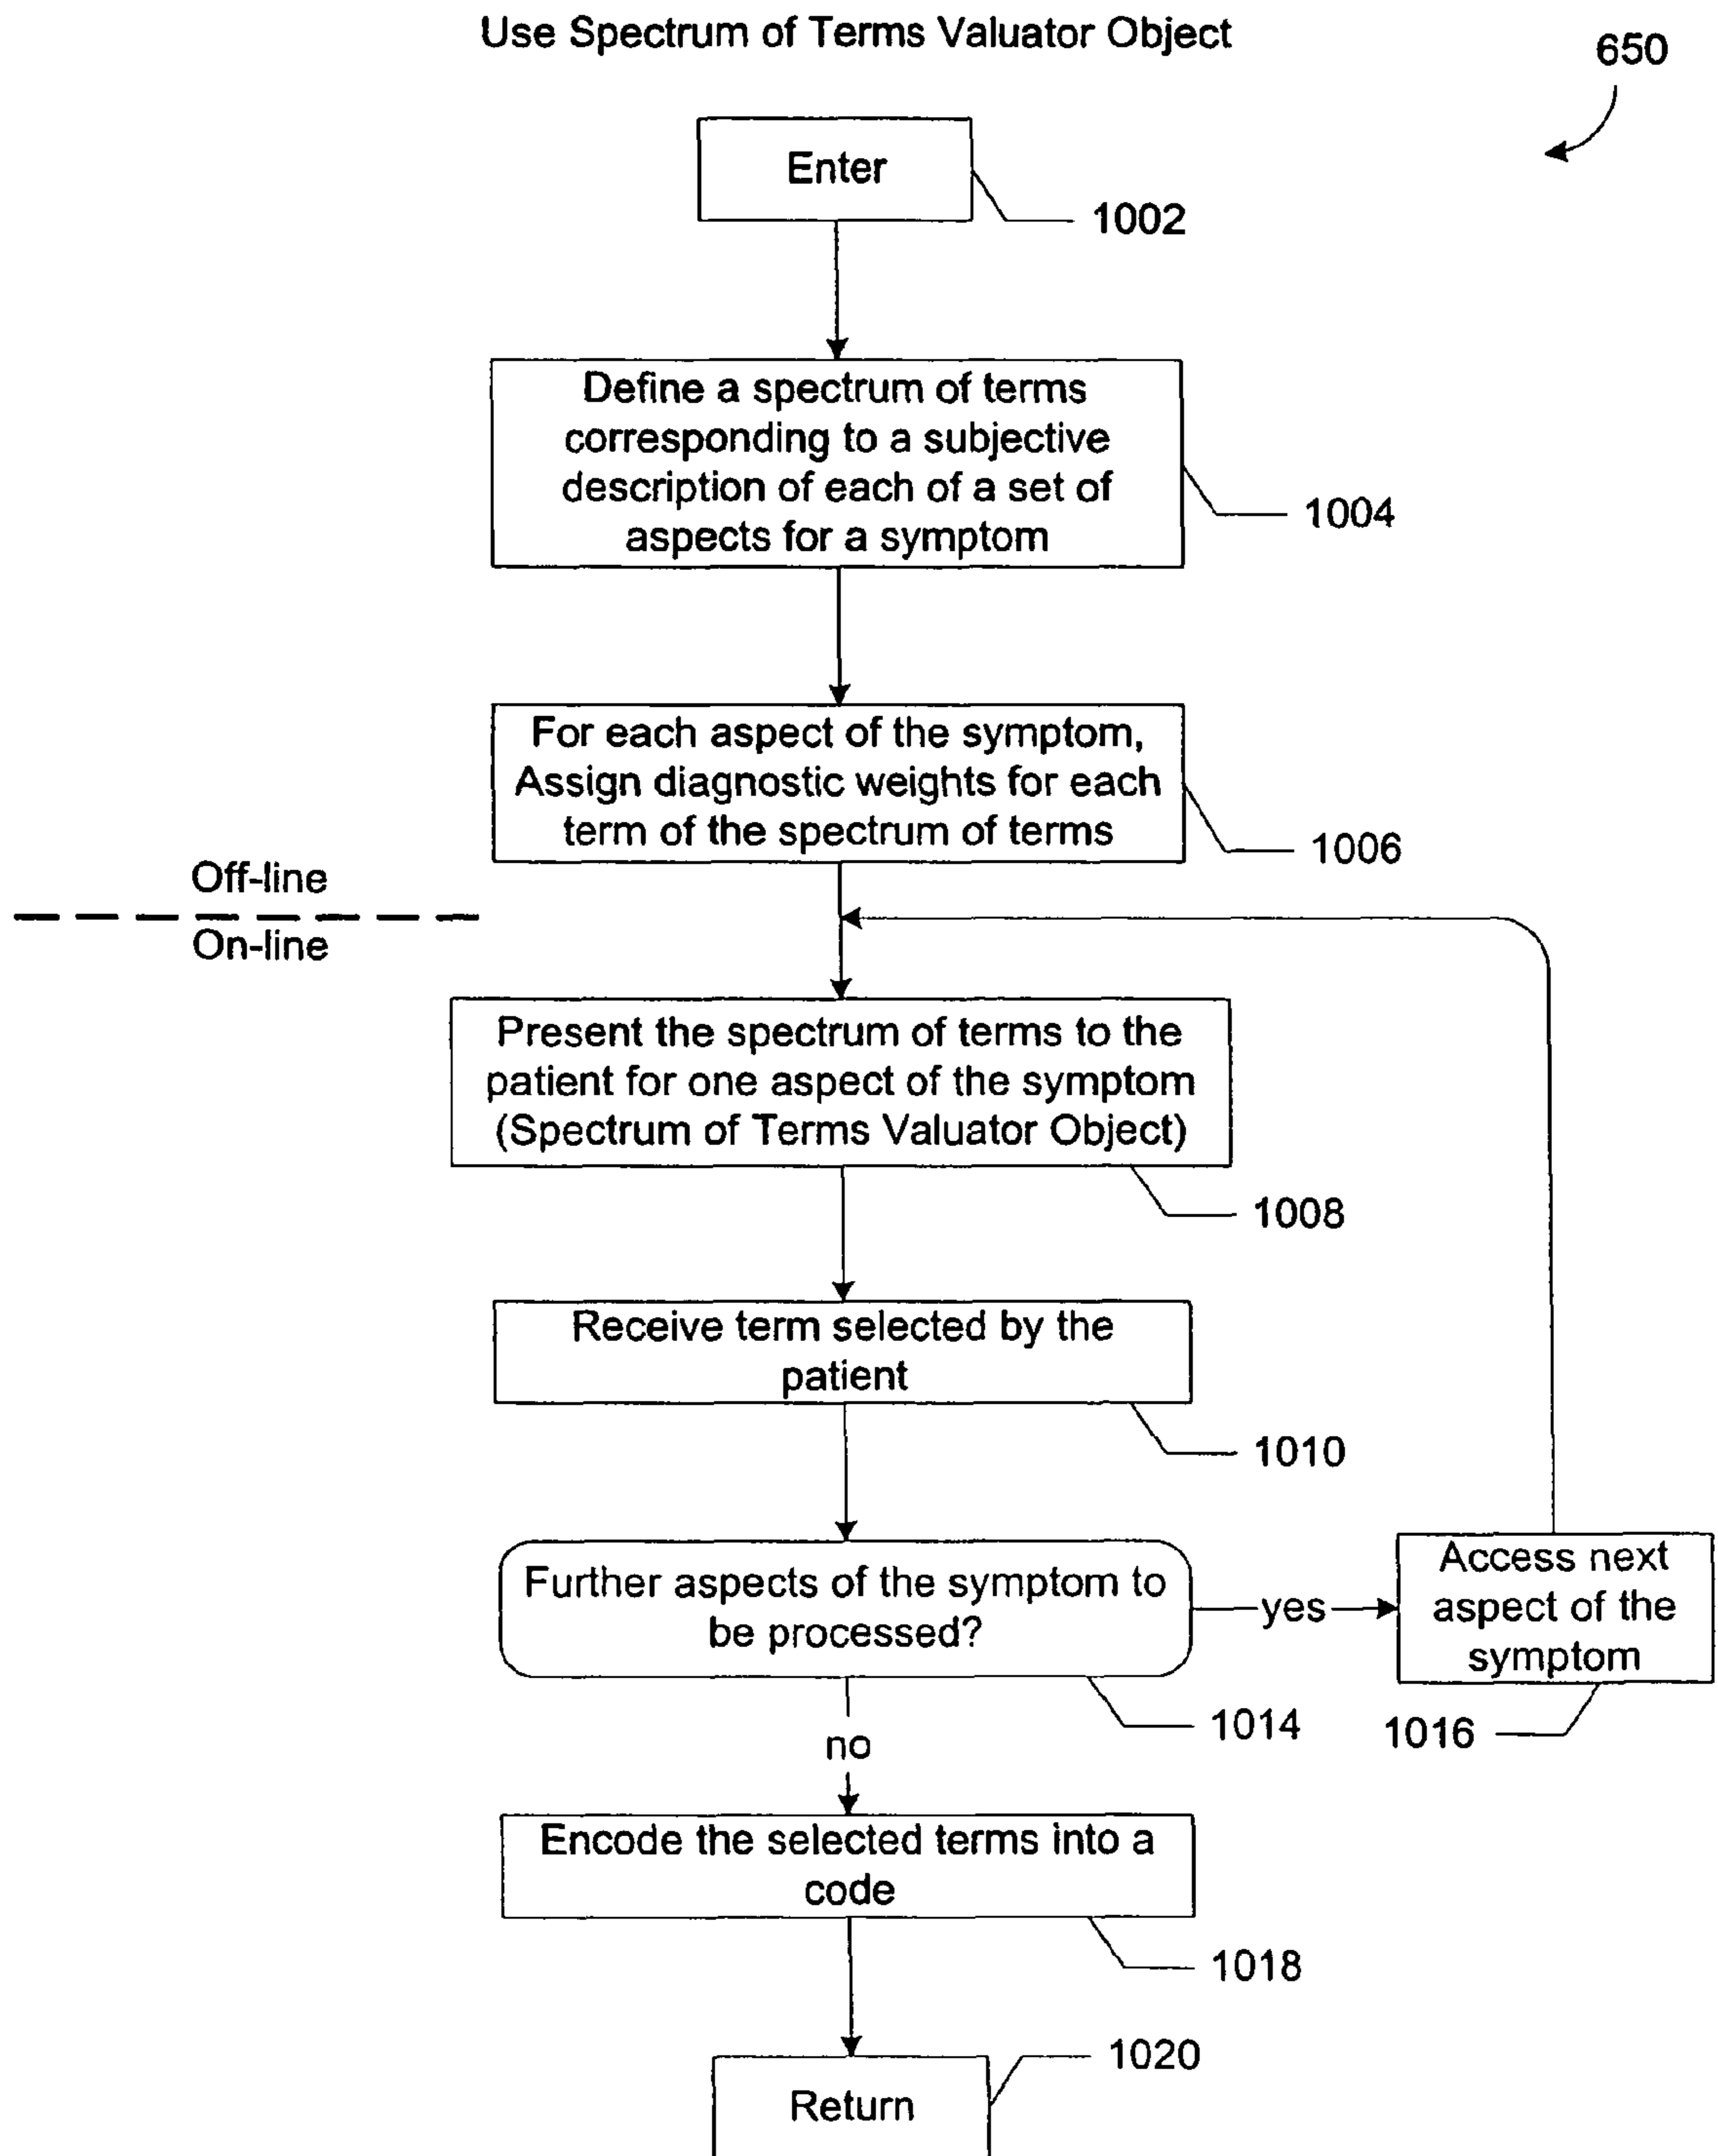 Use Spectrum of Terms Valuator Object
650
Enter
1002
Define a spectrum of terms
corresponding to a subjective
description of each of a set of
aspects for a symptom
1004
For each aspect of the symptom,
Assign diagnostic weights for each
term of the spectrum of terms
1006
Off-line
On-line
Present the spectrum of terms to the
patient for one aspect of the symptom
(Spectrum of Terms Valuator Object)
1008
Receive term selected by the
patient
1010
Further aspects of the symptom to
be processed?
1014
yes
Access next
aspect of the
symptom
1016
no
Encode the selected terms into a
code
1018
Return
1020